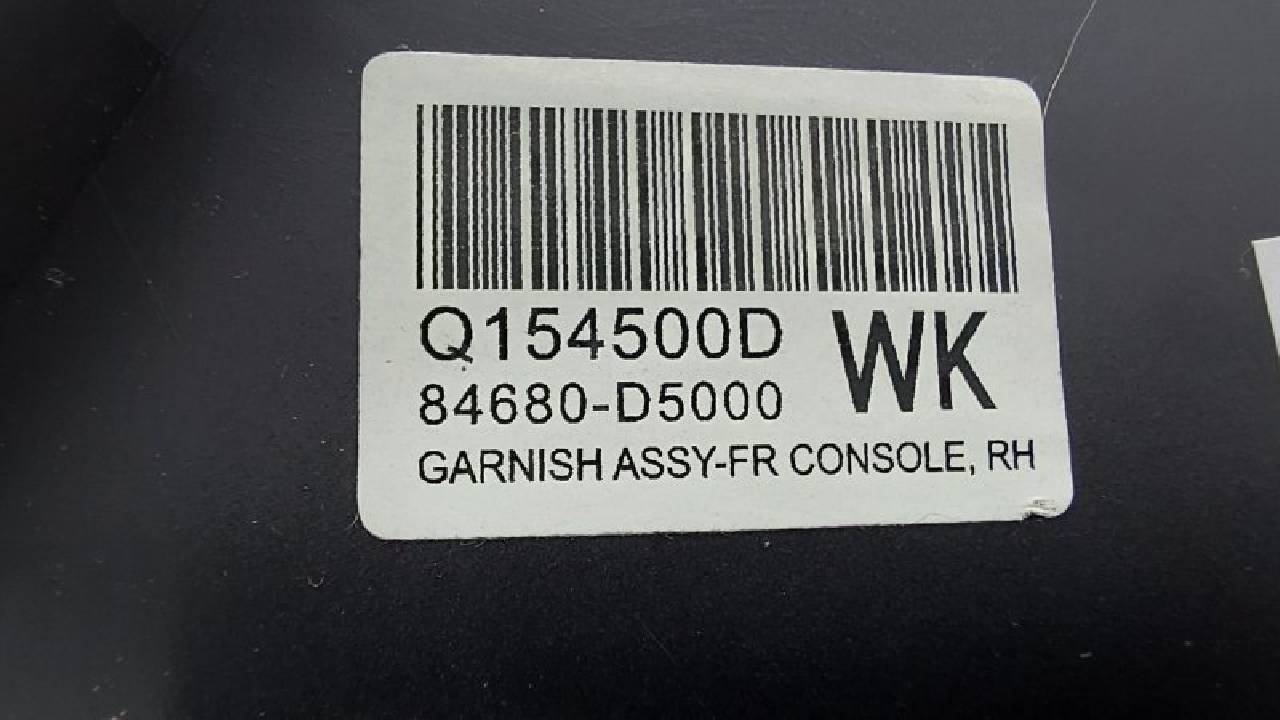 Q154500D WK
84680-D5000
GARNISH ASSY-FR CONSOLE, RH